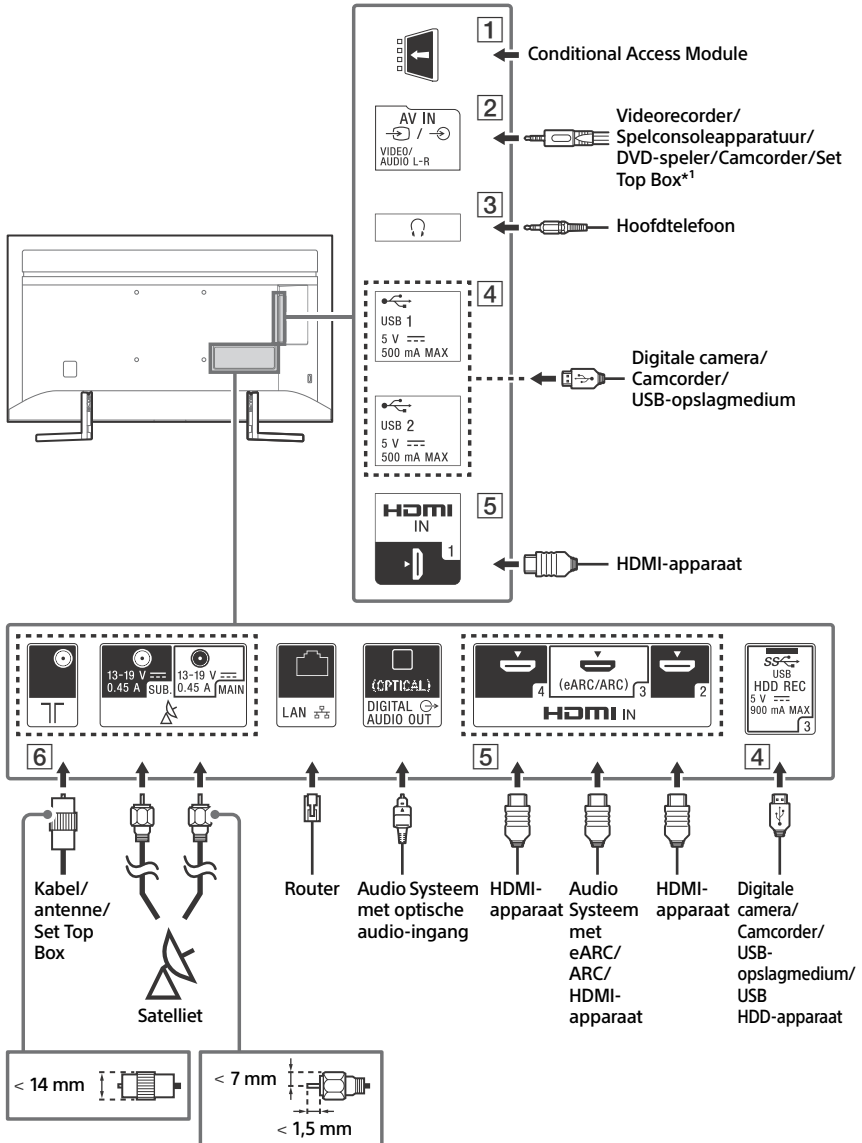 1
Conditional Access Module
2
AV IN
/
VIDEO/
AUDIO L-R
Videorecorder/
Spelconsoleapparatuur/
DVD-speler/Camcorder/Set
Top Box*1
3
Hoofdtelefoon
4
USB 1
5 V
500 mA MAX
USB 2
5 V
500 mA MAX
Digitale camera/
Camcorder/
USB-opslagmedium
5
HDMI
IN
1
HDMI-apparaat
13-19 V
0.45 A
SUB.
13-19 V
0.45 A
MAIN
6
LAN
(OPTICAL)
DIGITAL
AUDIO OUT
4
(eARC/ARC)
3
2
HDMI IN
5
SS
USB
HDD REC
5 V
900 mA MAX
3
4
Kabel/
antenne/
Set Top
Box
Satelliet
Router
Audio Systeem
met optische
audio-ingang
HDMI-
apparaat
Audio
Systeem
met
eARC/
ARC/
HDMI-
apparaat
HDMI-
apparaat
Digitale
camera/
Camcorder/
USB-
opslagmedium/
USB
HDD-apparaat
< 14 mm
< 7 mm
< 1,5 mm